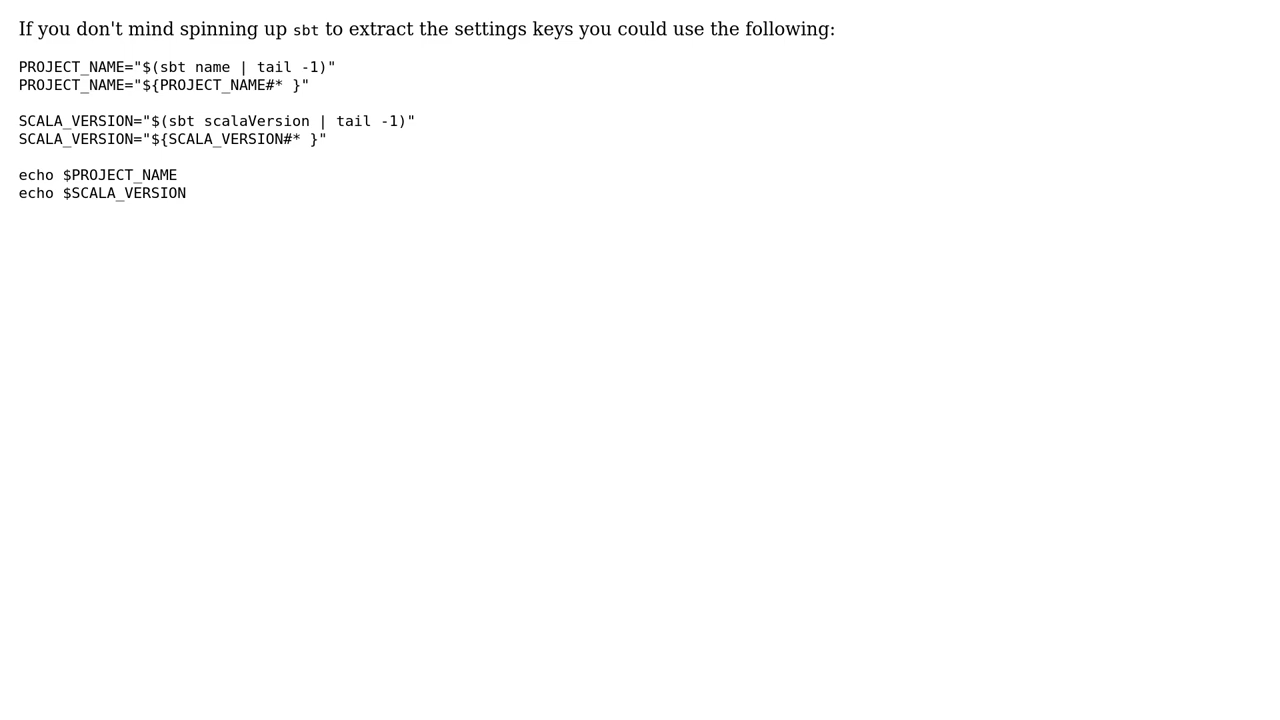 If you don't mind spinning up sbt to extract the settings keys you could use the following:
PROJECT_NAME="$(sbt name | tail -1)"
PROJECT_NAME="${PROJECT_NAME#* }"
SCALA_VERSION="$(sbt scalaVersion | tail -1)"
SCALA_VERSION="${SCALA_VERSION#* }"
echo $PROJECT_NAME
echo $SCALA_VERSION